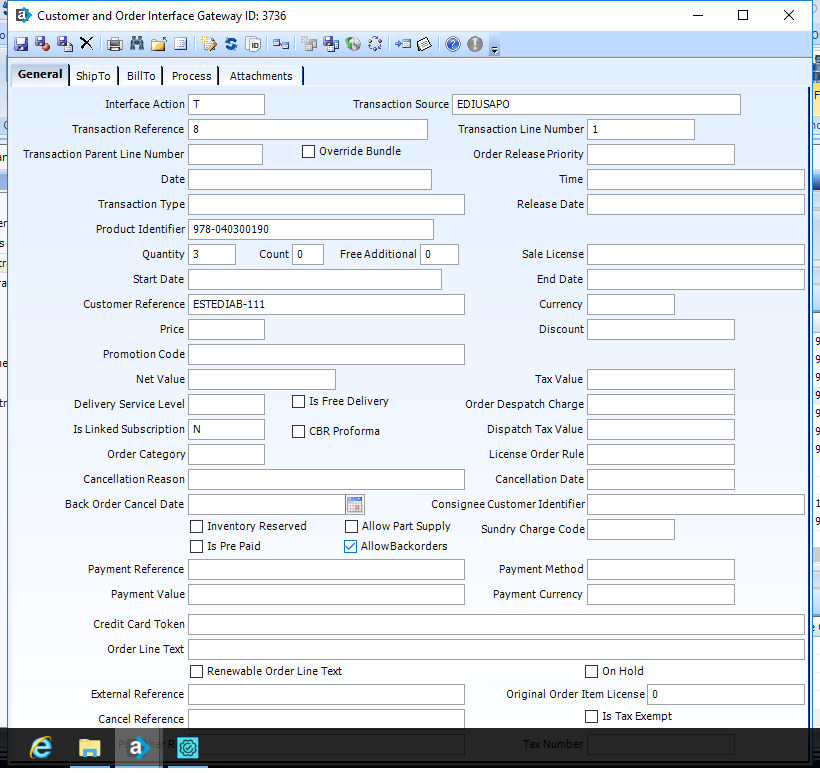 Customer and Order Interface Gateway ID: 3736
General ShipTo BillTo Process Attachments
Interface Action T Transaction Source EDIUSAPO
Transaction Reference 8 Transaction Line Number 1
Transaction Parent Line Number Override Bundle Order Release Priority
Date Time
Transaction Type Release Date
Product Identifier 978-040300190
Quantity 3 Count 0 Free Additional 0 Sale License
Start Date End Date
Customer Reference ESTEDIAB-111 Currency
Price Discount
Promotion Code
Net Value Tax Value
Delivery Service Level Is Free Delivery Order Despatch Charge
Is Linked Subscription N CBR Proforma Dispatch Tax Value
Order Category License Order Rule
Cancellation Reason Cancellation Date
Back Order Cancel Date Consignee Customer Identifier
Inventory Reserved Allow Part Supply Sundry Charge Code
Is Pre Paid AllowBackorders
Payment Reference Payment Method
Payment Value Payment Currency
Credit Card Token
Order Line Text
Renewable Order Line Text On Hold
External Reference Original Order Item License 0
Cancel Reference Is Tax Exempt
Tax Number